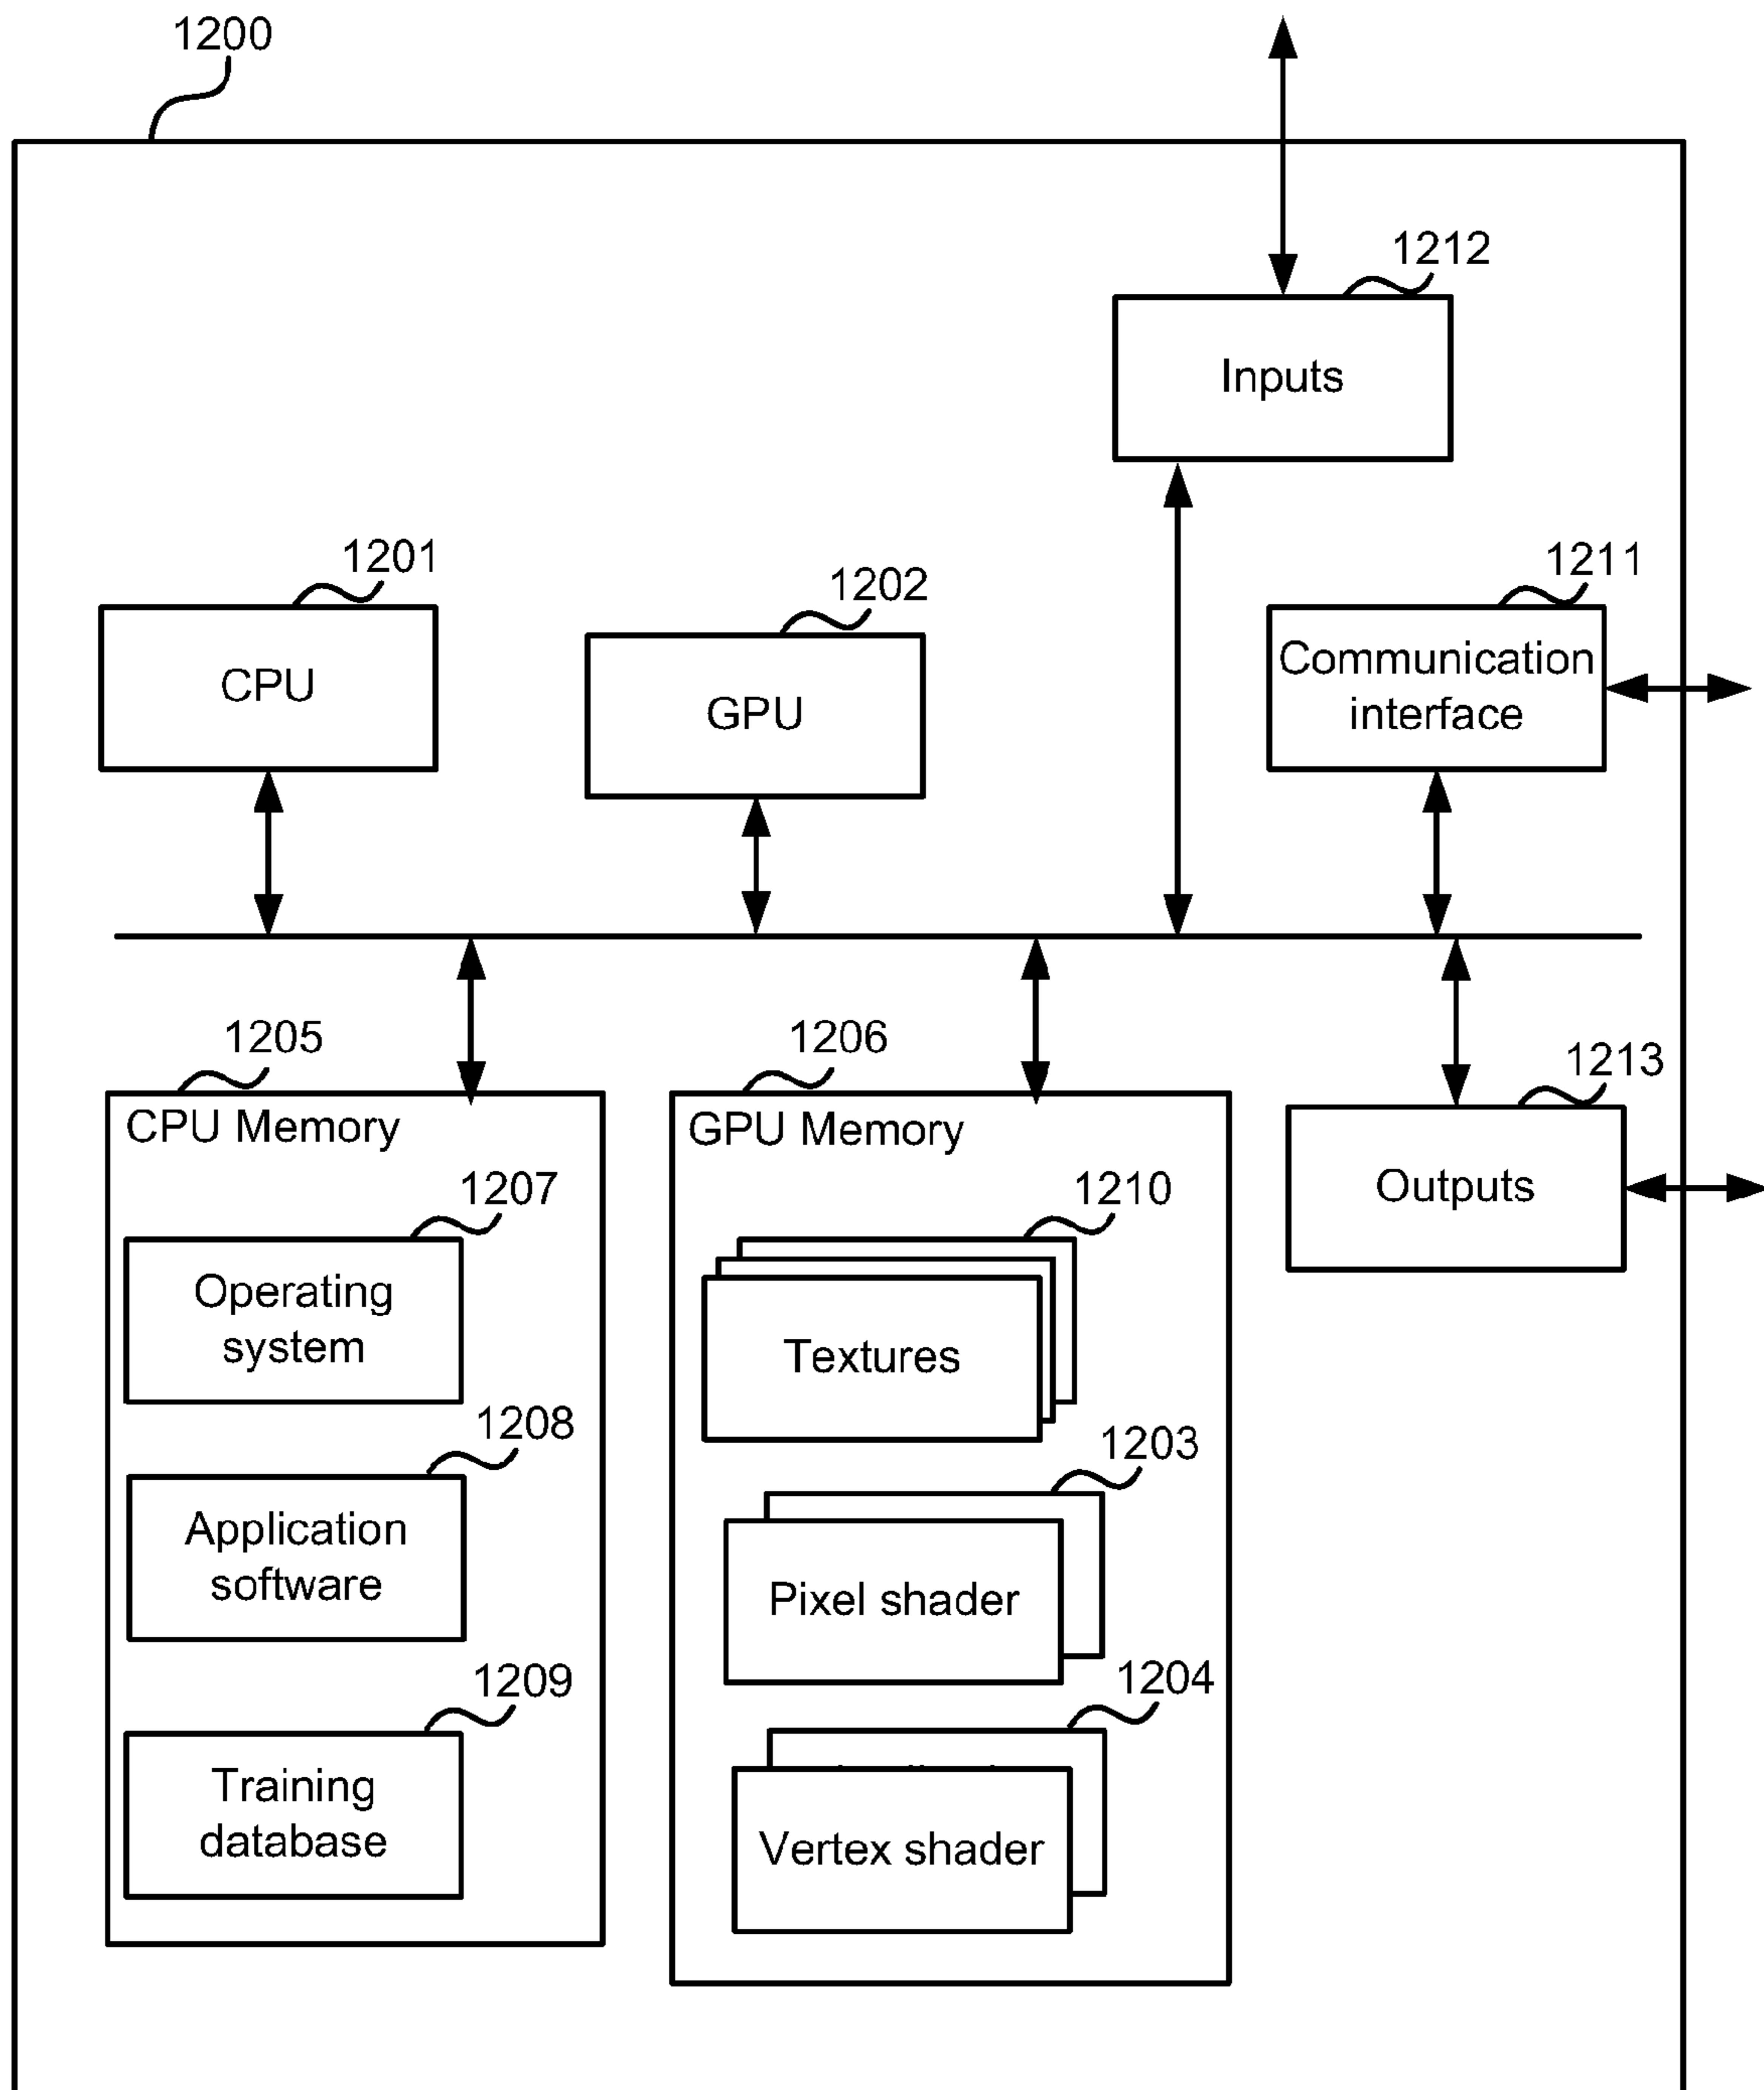 1200
1212
Inputs
1201
CPU
1202
GPU
1211
Communication
interface
1205
CPU Memory
1207
Operating
system
1208
Application
software
1209
Training
database
1206
GPU Memory
1210
Textures
1203
Pixel shader
1204
Vertex shader
1213
Outputs